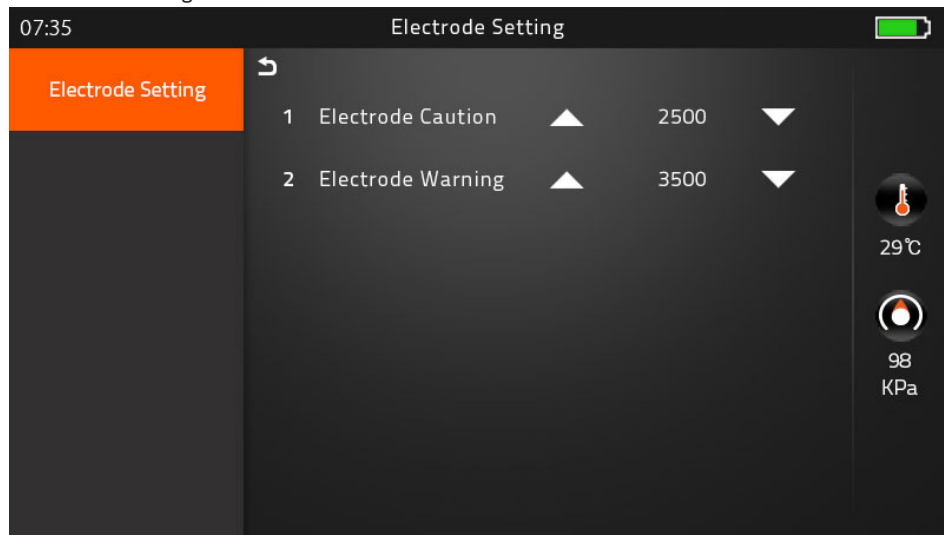 07:35
Electrode Setting
Electrode Setting
1 Electrode Caution 2500
2 Electrode Warning 3500
29℃
98
KPa